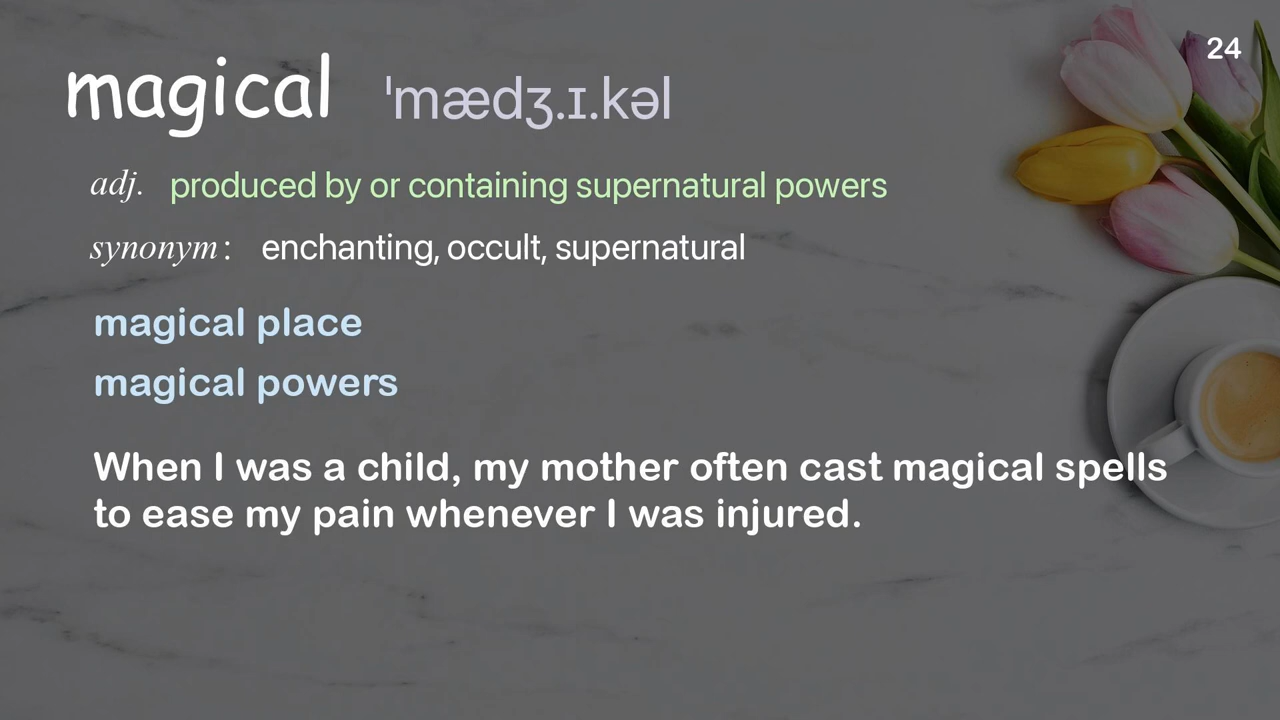 24
magical ˈmædʒ.ɪ.kəl
adj. produced by or containing supernatural powers
synonym: enchanting, occult, supernatural
magical place
magical powers
When I was a child, my mother often cast magical spells
to ease my pain whenever I was injured.